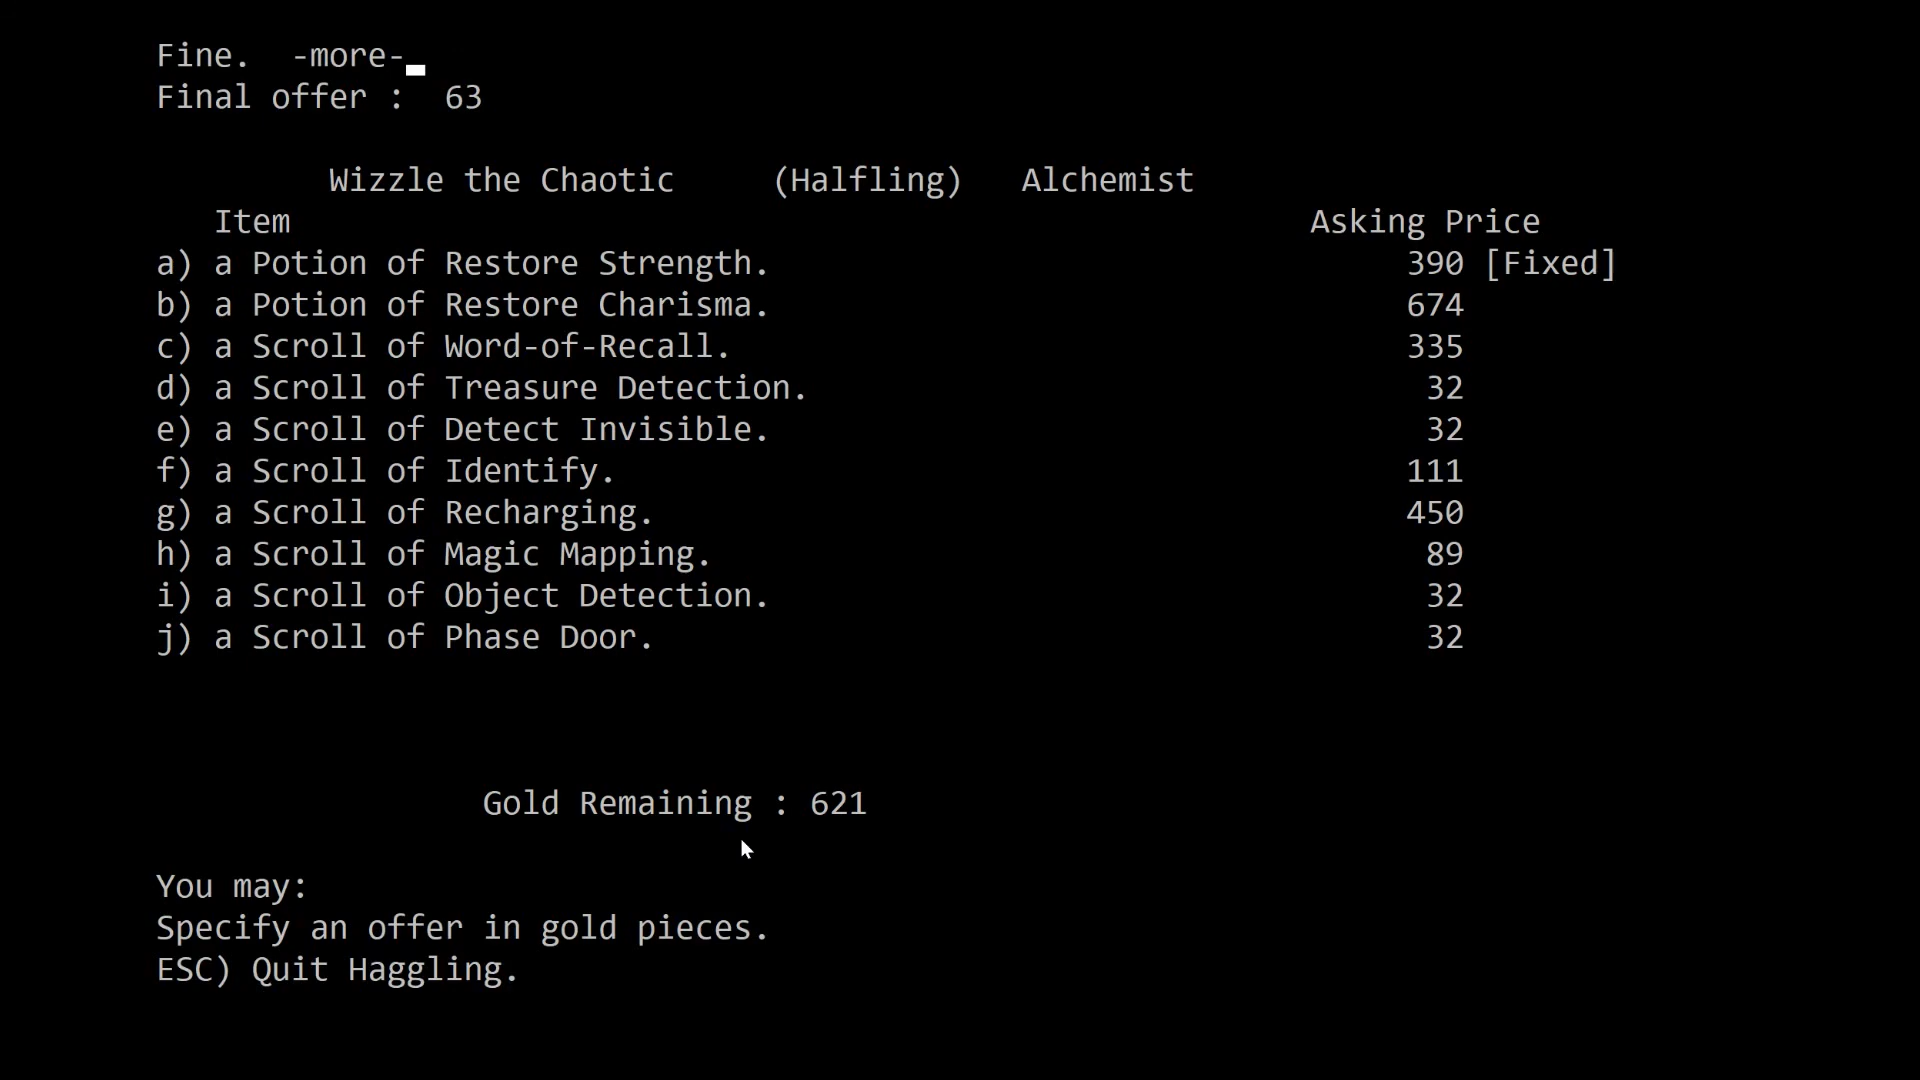 Fine.  -more-
Final offer :  63
Wizzle the Chaotic     (Halfling)   Alchemist
Item Asking Price
a) a Potion of Restore Strength. 390 [Fixed]
b) a Potion of Restore Charisma. 674
c) a Scroll of Word-of-Recall. 335
d) a Scroll of Treasure Detection. 32
e) a Scroll of Detect Invisible. 32
f) a Scroll of Identify. 111
g) a Scroll of Recharging. 450
h) a Scroll of Magic Mapping. 89
i) a Scroll of Object Detection. 32
j) a Scroll of Phase Door. 32
Gold Remaining : 621
You may:
Specify an offer in gold pieces.
ESC) Quit Haggling.